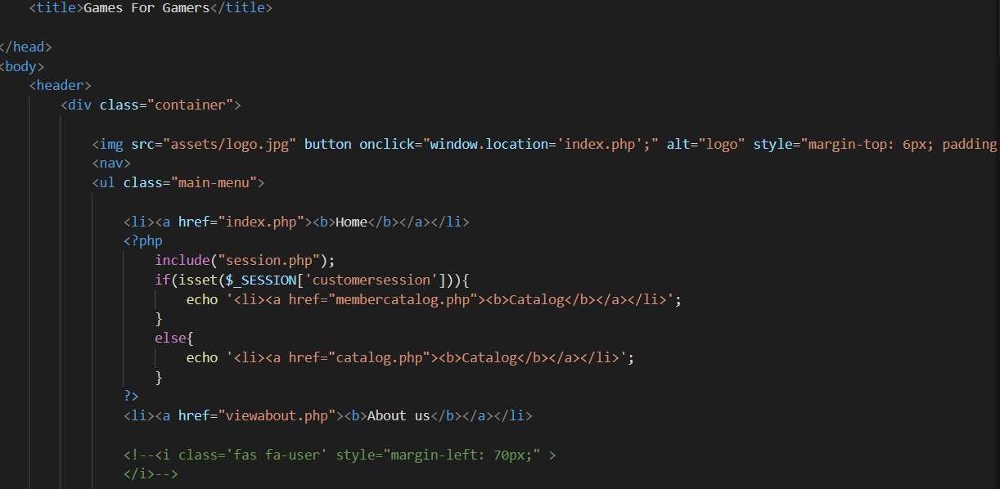 <title>Games For Gamers</title>
</head>
<body>
<header>
<div class="container">
<img src="assets/logo.jpg" button onclick="window.location='index.php';" alt="logo" style="margin-top: 6px; padding
<nav>
<ul class="main-menu">
<li><a href="index.php"><b>Home</b></a></li>
<?php
include("session.php");
if(isset($_SESSION['customersession'])){
echo '<li><a href="membercatalog.php"><b>Catalog</b></a></li>';
}
else{
echo '<li><a href="catalog.php"><b>Catalog</b></a></li>';
}
?>
<li><a href="viewabout.php"><b>About us</b></a></li>
<!--<i class='fas fa-user' style="margin-left: 70px;" >
</i>-->